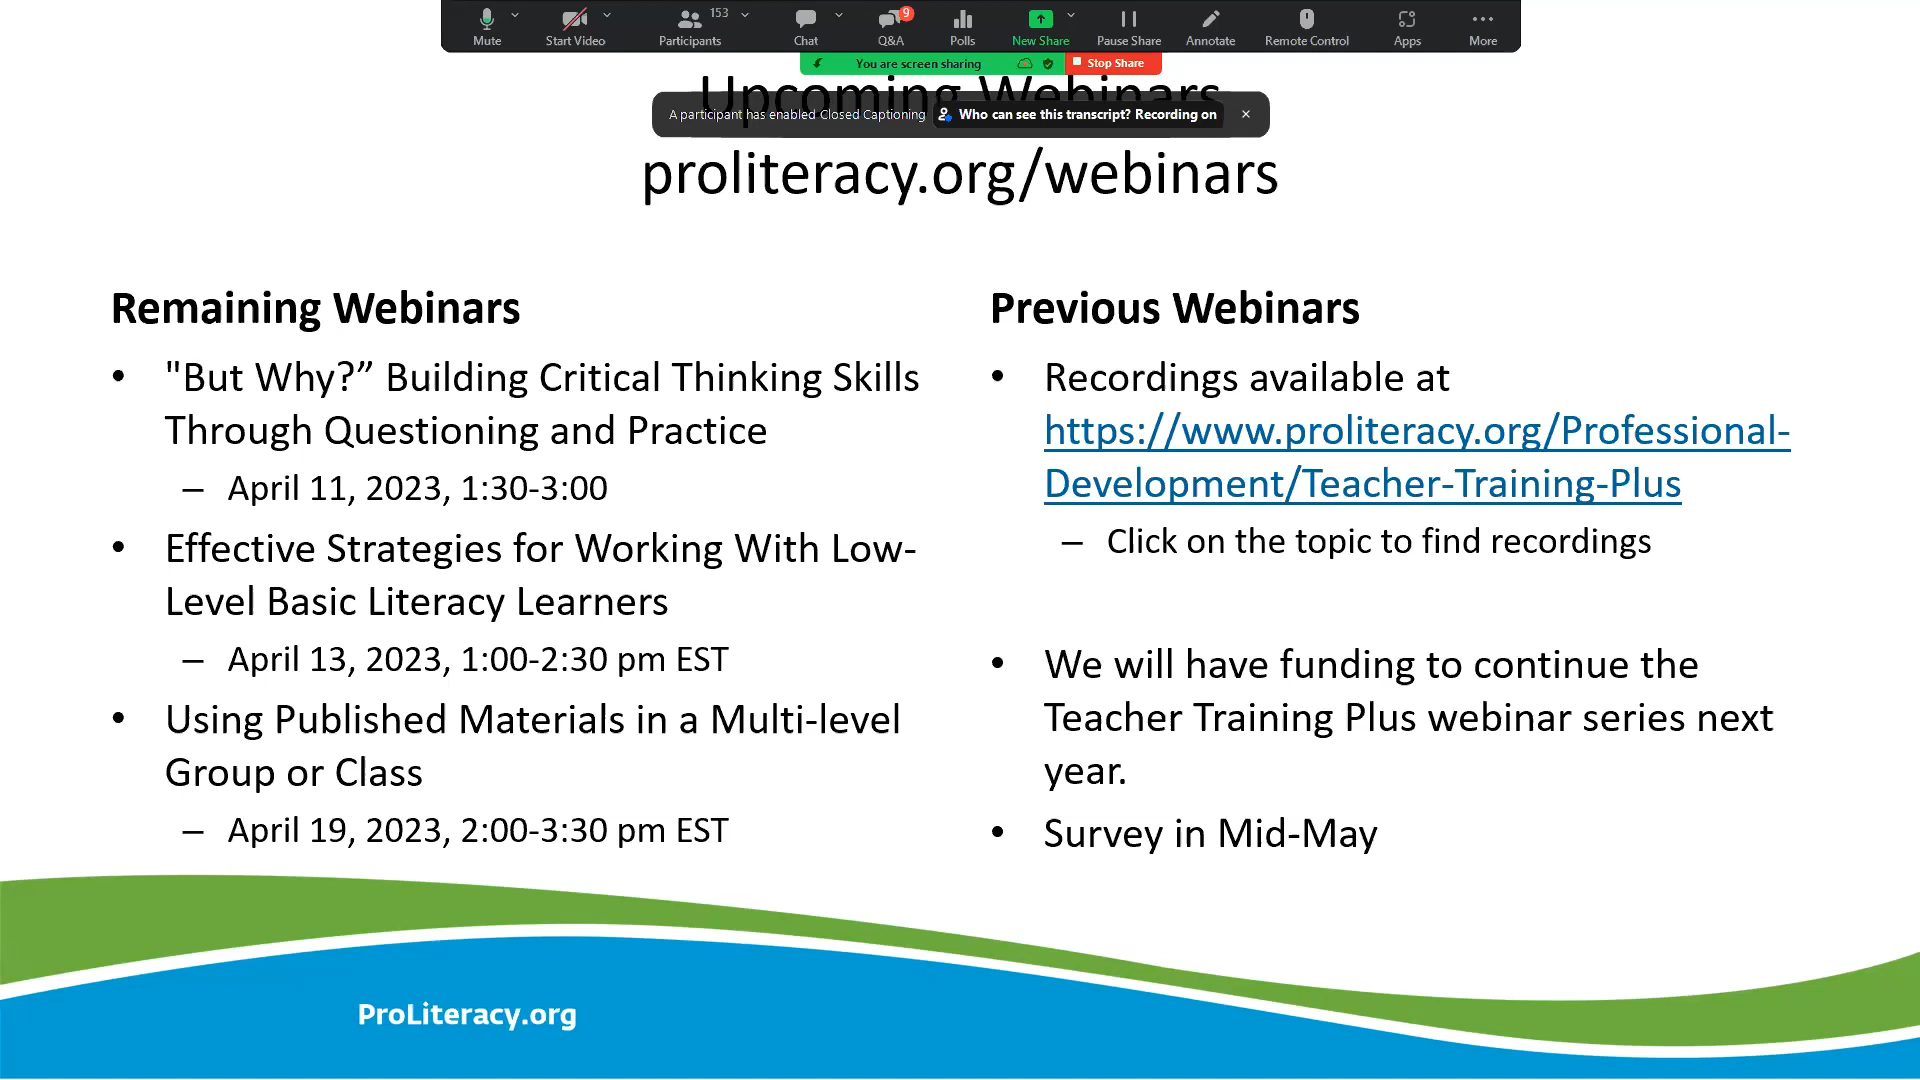 Mute
Start Video
Participants 153
Chat
Q&A 9
Polls
New Share
Pause Share
Annotate
Remote Control
Apps
More
You are screen sharing
Stop Share
Upcoming Webinars
A participant has enabled Closed Captioning
Who can see this transcript? Recording on
proliteracy.org/webinars
Remaining Webinars
• "But Why?” Building Critical Thinking Skills
Through Questioning and Practice
– April 11, 2023, 1:30-3:00
• Effective Strategies for Working With Low-
Level Basic Literacy Learners
– April 13, 2023, 1:00-2:30 pm EST
• Using Published Materials in a Multi-level
Group or Class
– April 19, 2023, 2:00-3:30 pm EST
Previous Webinars
• Recordings available at
https://www.proliteracy.org/Professional-
Development/Teacher-Training-Plus
– Click on the topic to find recordings
• We will have funding to continue the
Teacher Training Plus webinar series next
year.
• Survey in Mid-May
ProLiteracy.org